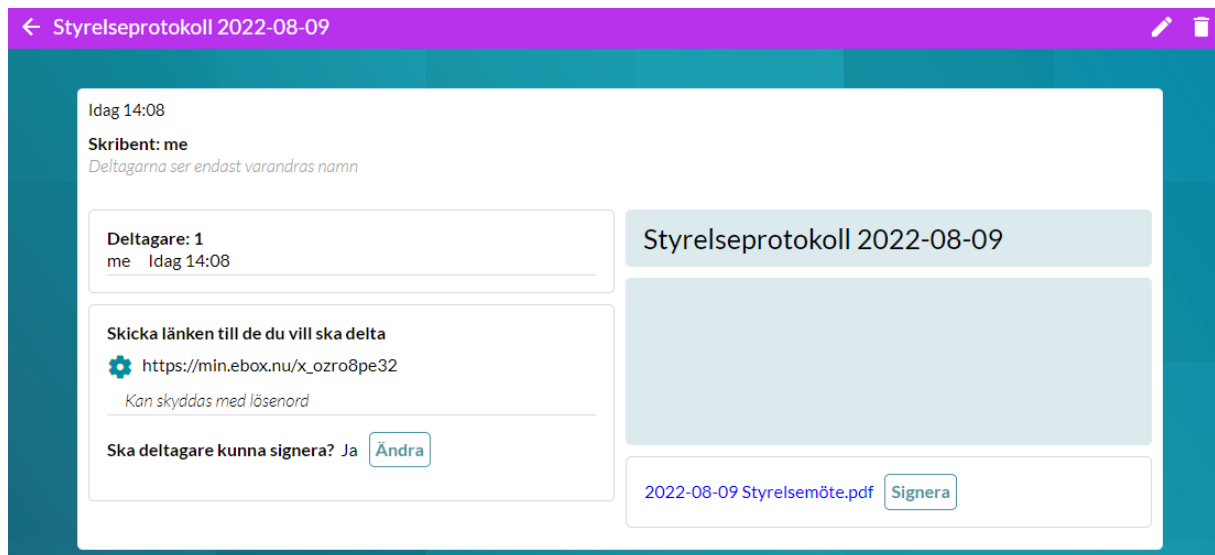 Styrelseprotokoll 2022-08-09
Idag 14:08
Skribent: me
Deltagarna ser endast varandras namn
Deltagare: 1
me Idag 14:08
Skicka länken till de du vill ska delta
https://min.ebox.nu/x_ozro8pe32
Kan skyddas med lösenord
Ska deltagare kunna signera? Ja Ändra
Styrelseprotokoll 2022-08-09
2022-08-09 Styrelsemöte.pdf Signera